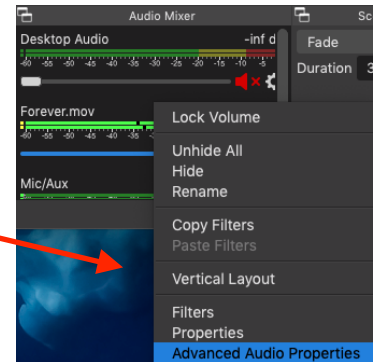 Audio Mixer
Sc
Desktop Audio -inf d
-60 -55 -50 -45 -40 -35 -30 -25 -20 -15 -10 -5
Fade
Duration 3
Forever.mov
-60 -55 -50 -45 -40 -35
Mic/Aux
Lock Volume
Unhide All
Hide
Rename
Copy Filters
Paste Filters
Vertical Layout
Filters
Properties
Advanced Audio Properties